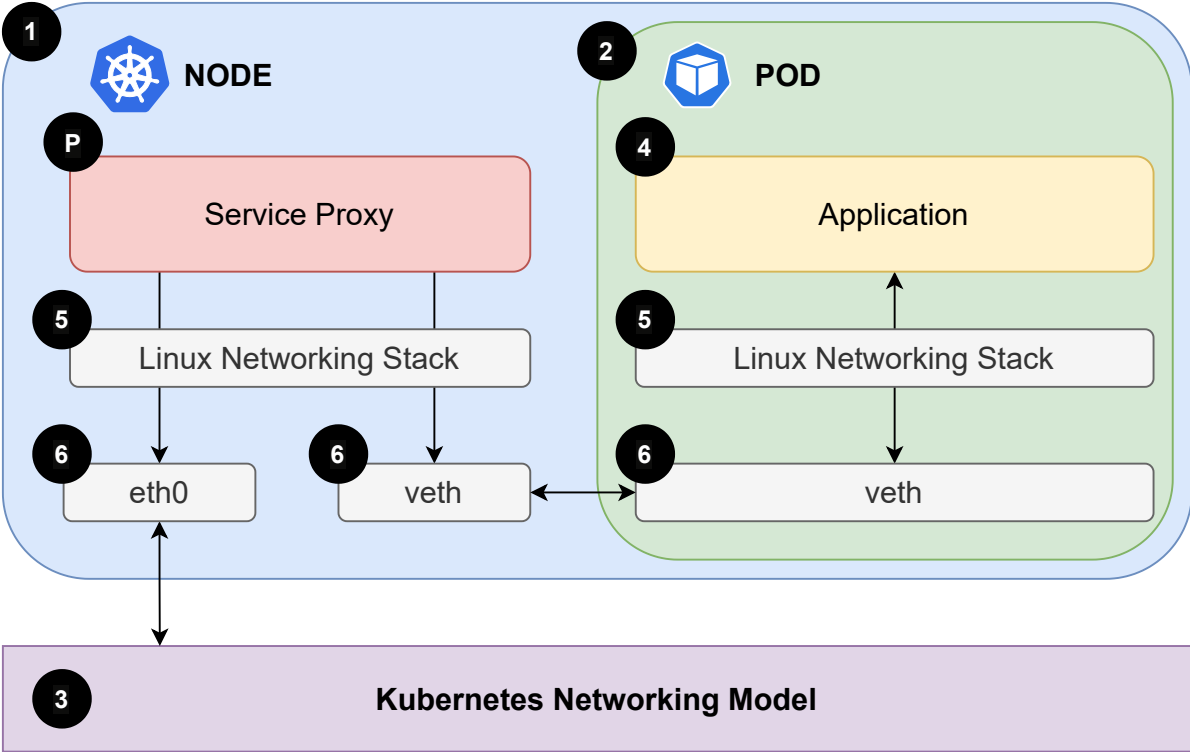 1
NODE
2
POD
P
Service Proxy
4
Application
5
Linux Networking Stack
5
Linux Networking Stack
6
eth0
6
veth
6
veth
3
Kubernetes Networking Model